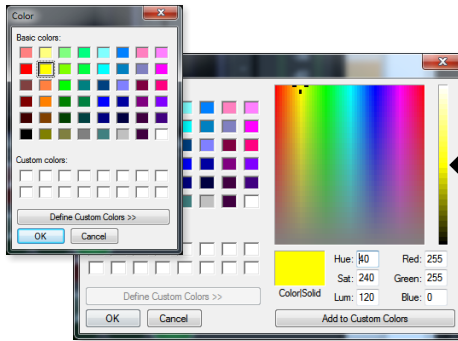 Color
Basic colors:
Custom colors:
Define Custom Colors >>
OK Cancel
Define Custom Colors >>
OK Cancel
Color|Solid
Hue: 40 Red: 255
Sat: 240 Green: 255
Lum: 120 Blue: 0
Add to Custom Colors